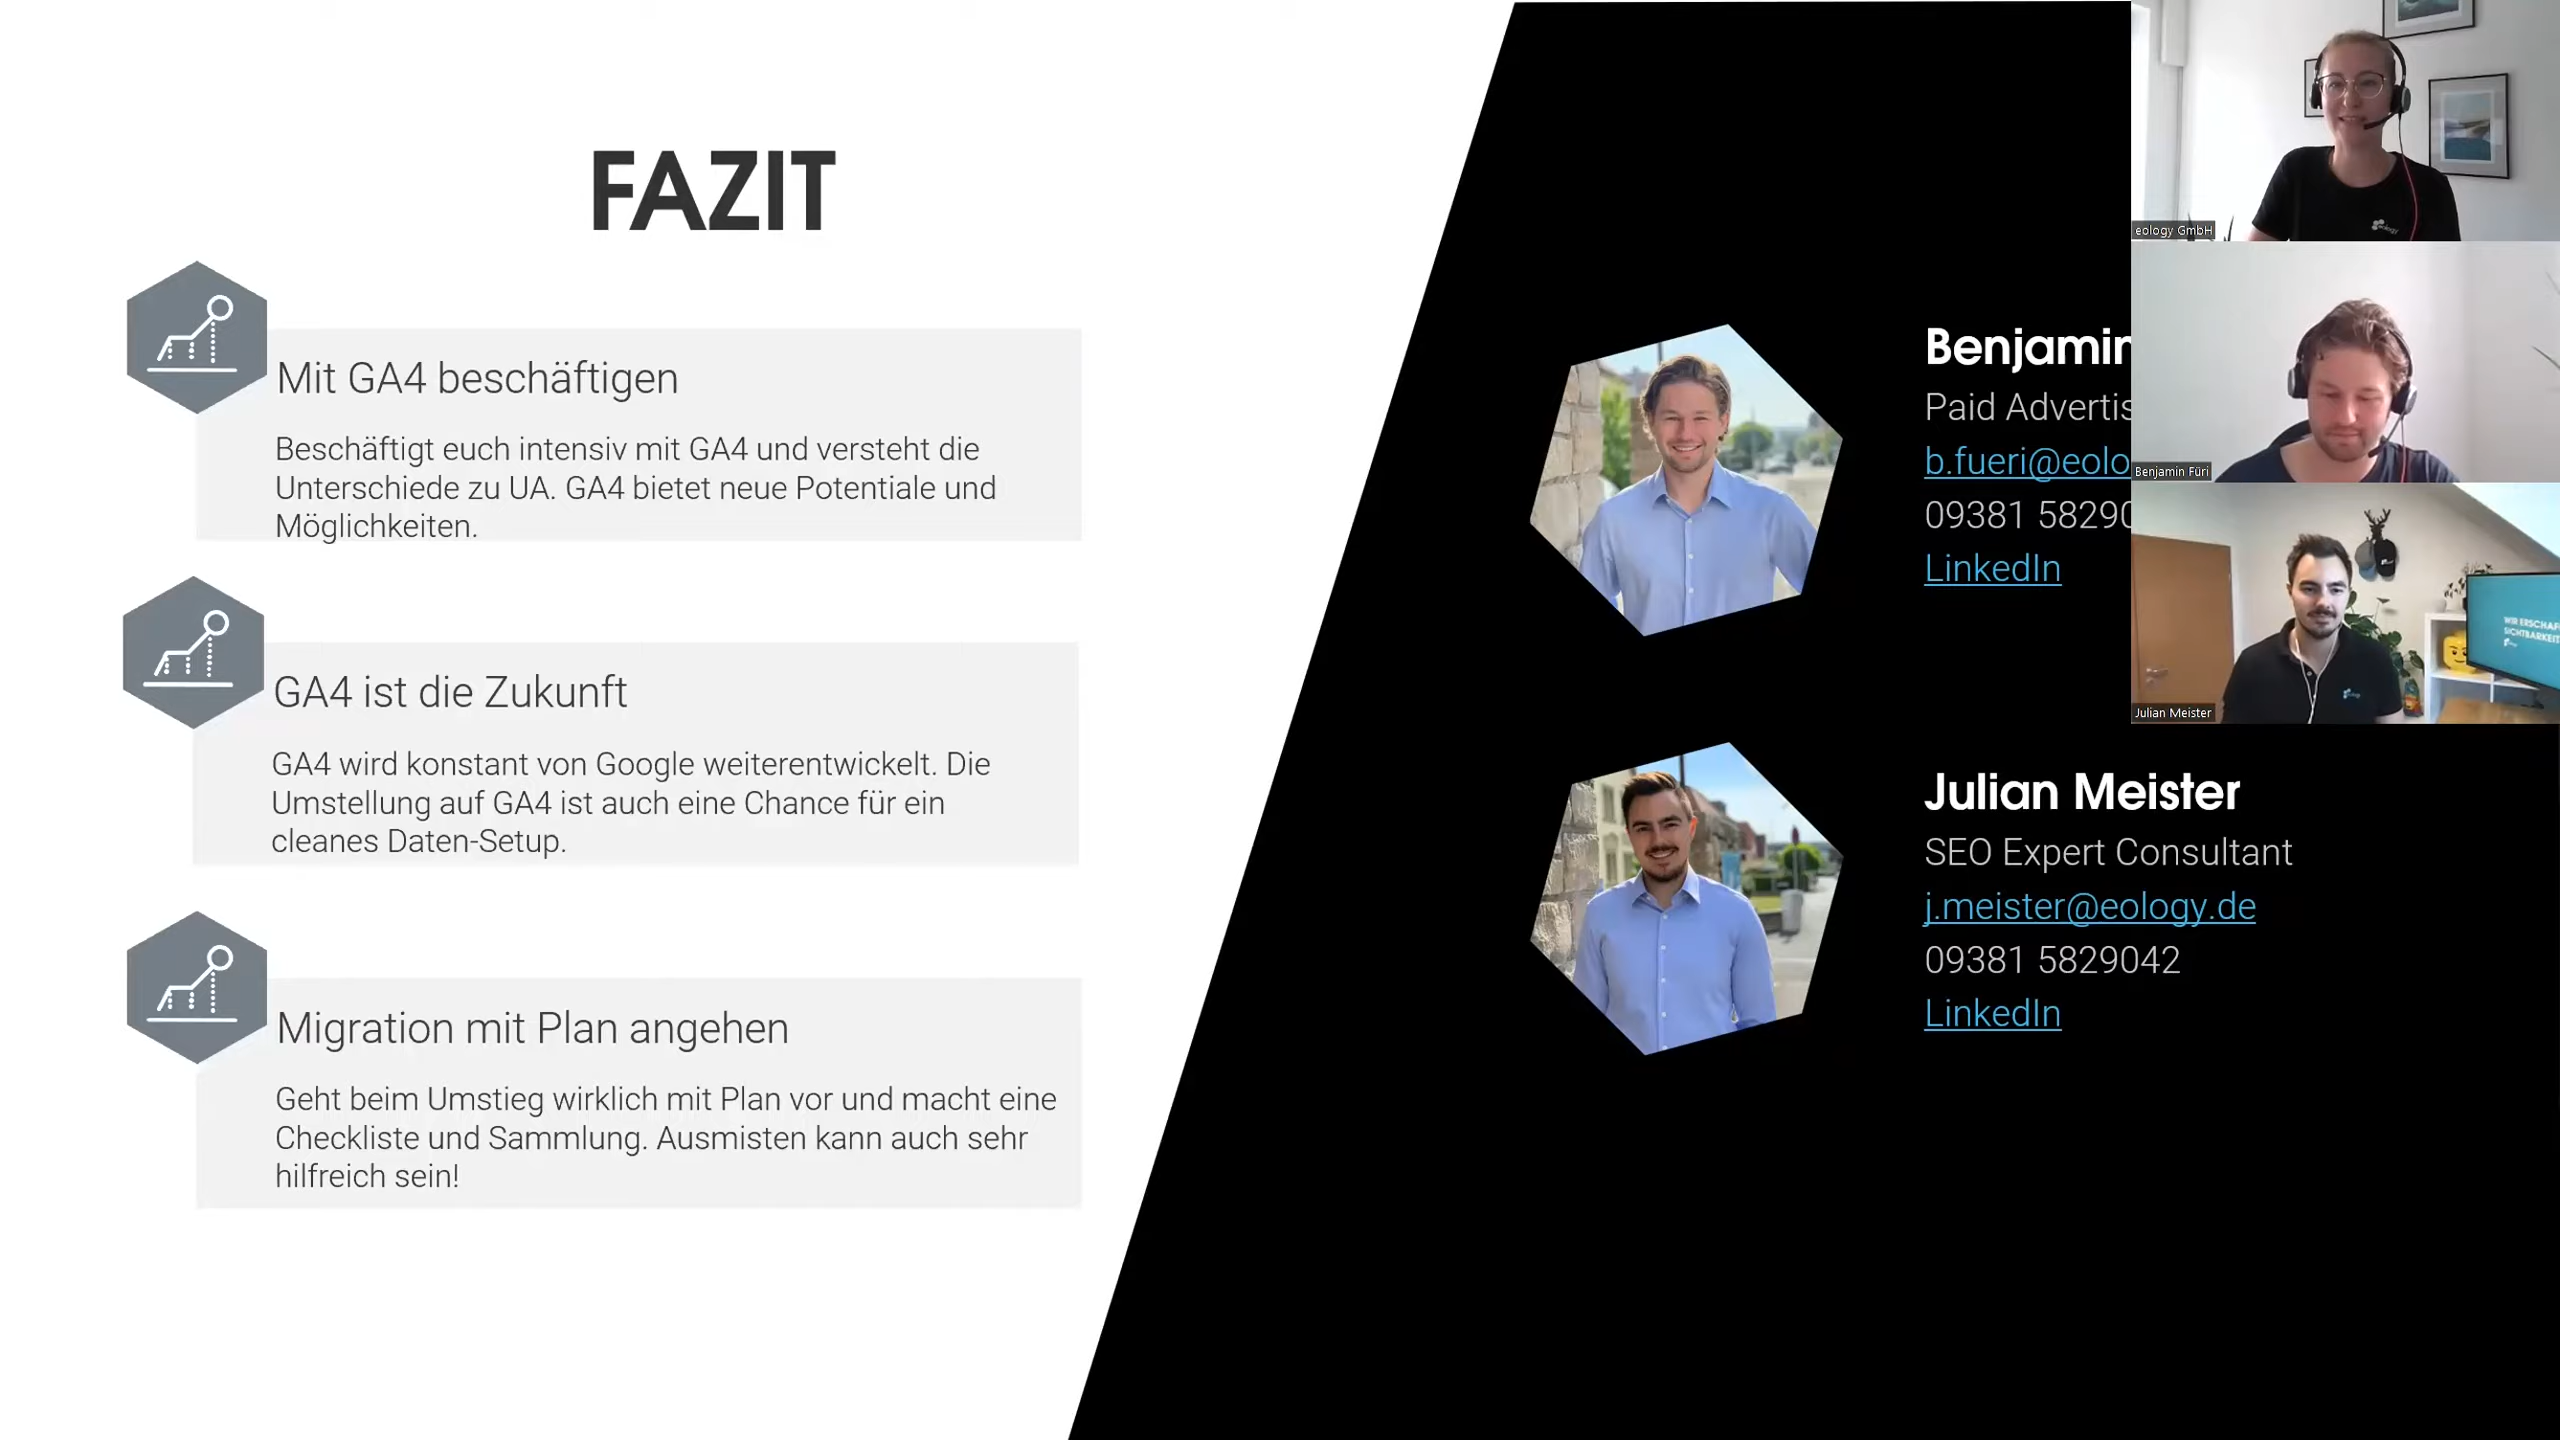 FAZIT
Mit GA4 beschäftigen
Beschäftigt euch intensiv mit GA4 und versteht die
Unterschiede zu UA. GA4 bietet neue Potentiale und
Möglichkeiten.
GA4 ist die Zukunft
GA4 wird konstant von Google weiterentwickelt. Die
Umstellung auf GA4 ist auch eine Chance für ein
cleanes Daten-Setup.
Migration mit Plan angehen
Geht beim Umstieg wirklich mit Plan vor und macht eine
Checkliste und Sammlung. Ausmisten kann auch sehr
hilfreich sein!
Benjamin
Paid Advertis
b.fueri@eolo
09381 58290
LinkedIn
Julian Meister
SEO Expert Consultant
j.meister@eology.de
09381 5829042
LinkedIn
eology GmbH
Benjamin Füri
Julian Meister
WIR ERSCHAF
SICHTBARKEIT
eology